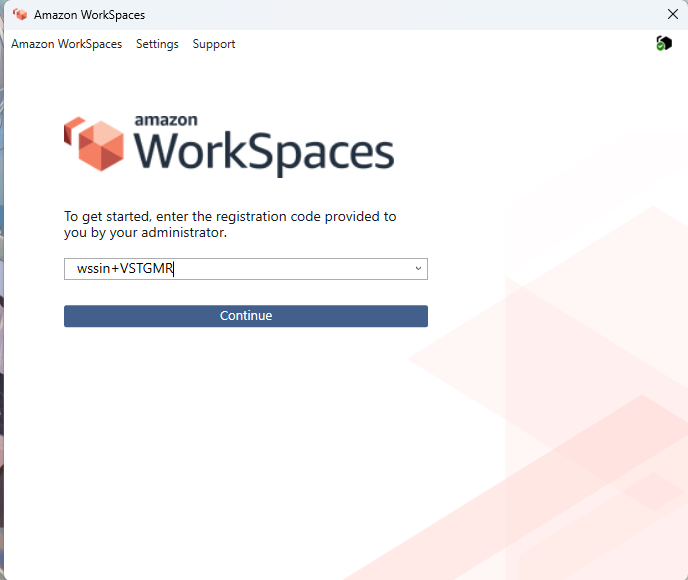 Amazon WorkSpaces
Amazon WorkSpaces Settings Support
amazon
WorkSpaces
To get started, enter the registration code provided to
you by your administrator.
wssin+VSTGMR
Continue